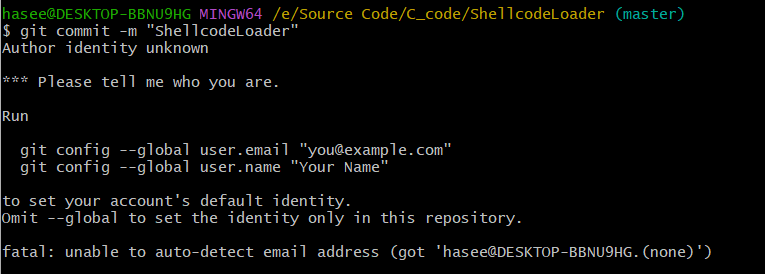 hasee@DESKTOP-BBNU9HG MINGW64 /e/Source Code/C_code/ShellcodeLoader (master)
$ git commit -m "ShellcodeLoader"
Author identity unknown
*** Please tell me who you are.
Run
git config --global user.email "you@example.com"
git config --global user.name "Your Name"
to set your account's default identity.
Omit --global to set the identity only in this repository.
fatal: unable to auto-detect email address (got 'hasee@DESKTOP-BBNU9HG.(none)')